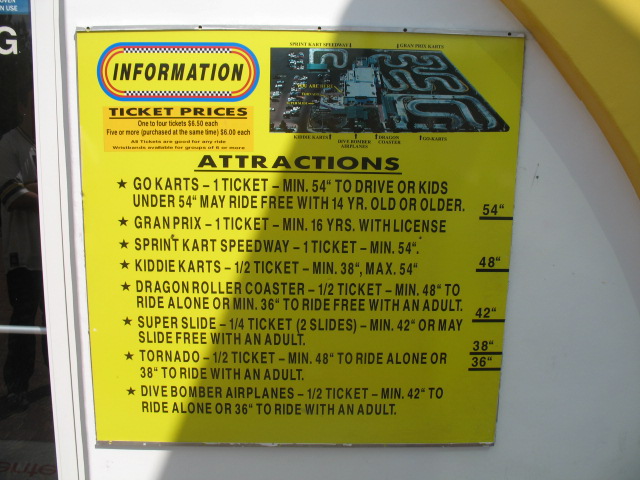 N USE
G
INFORMATION
TICKET PRICES
One to four tickets $6.50 each
Five or more (purchased at the same time) $6.00 each
All Tickets are good for any ride
Wristbands available for groups of 8 or more
SPRINT KART SPEEDWAY
GRAN PRIX KARTS
YOU ARE HERE
KIDDIE KARTS
DIVE BOMBER
AIRPLANES
DRAGON
COASTER
GO-KARTS
ATTRACTIONS
★ GO KARTS – 1 TICKET – MIN. 54“ TO DRIVE OR KIDS
UNDER 54“ MAY RIDE FREE WITH 14 YR. OLD OR OLDER.
★ GRAN PRIX – 1 TICKET – MIN. 16 YRS. WITH LICENSE
★ SPRINT KART SPEEDWAY – 1 TICKET – MIN. 54“.
★ KIDDIE KARTS – 1/2 TICKET – MIN. 38“, MAX. 54“
★ DRAGON ROLLER COASTER – 1/2 TICKET – MIN. 48“ TO
RIDE ALONE OR MIN. 36“ TO RIDE FREE WITH AN ADULT.
★ SUPER SLIDE – 1/4 TICKET (2 SLIDES) – MIN. 42“ OR MAY
SLIDE FREE WITH AN ADULT.
★ TORNADO – 1/2 TICKET – MIN. 48“ TO RIDE ALONE OR
38“ TO RIDE WITH AN ADULT.
★ DIVE BOMBER AIRPLANES – 1/2 TICKET – MIN. 42“ TO
RIDE ALONE OR 36“ TO RIDE WITH AN ADULT.
54“
48“
42“
38“
36“